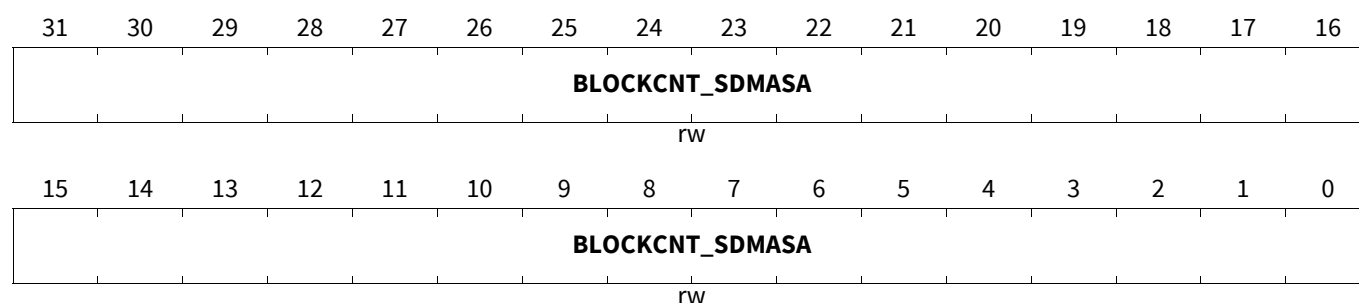 31 30 29 28 27 26 25 24 23 22 21 20 19 18 17 16
BLOCKCNT_SDMASA
rw
15 14 13 12 11 10 9 8 7 6 5 4 3 2 1 0
BLOCKCNT_SDMASA
rw